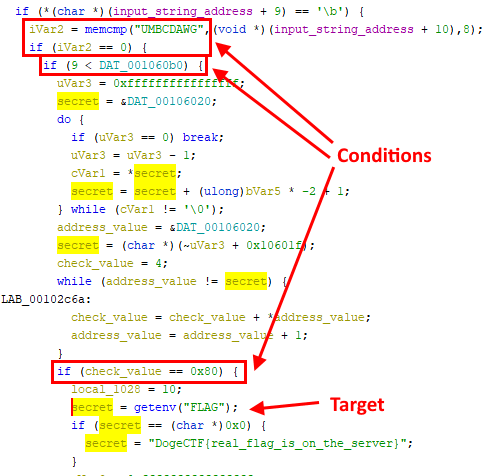 if (*(char *)(input_string_address + 9) == '\b') {
iVar2 = memcmp("UMBCDAWG",(void *)(input_string_address + 10),8);
if (iVar2 == 0) {
if (9 < DAT_001060b0) {
uVar3 = 0xffffffffffffffff;
secret = &DAT_00106020;
do {
if (uVar3 == 0) break;
uVar3 = uVar3 - 1;
cVar1 = *secret;
secret = secret + (ulong)bVar5 * -2 + 1;
} while (cVar1 != '\0');
address_value = &DAT_00106020;
secret = (char *)(~uVar3 + 0x10601f);
check_value = 4;
while (address_value != secret) {
LAB_00102c6a:
check_value = check_value + *address_value;
address_value = address_value + 1;
}
if (check_value == 0x80) {
local_1028 = 10;
secret = getenv("FLAG");
if (secret == (char *)0x0) {
secret = "DogeCTF{real_flag_is_on_the_server}";
}
Conditions
Target